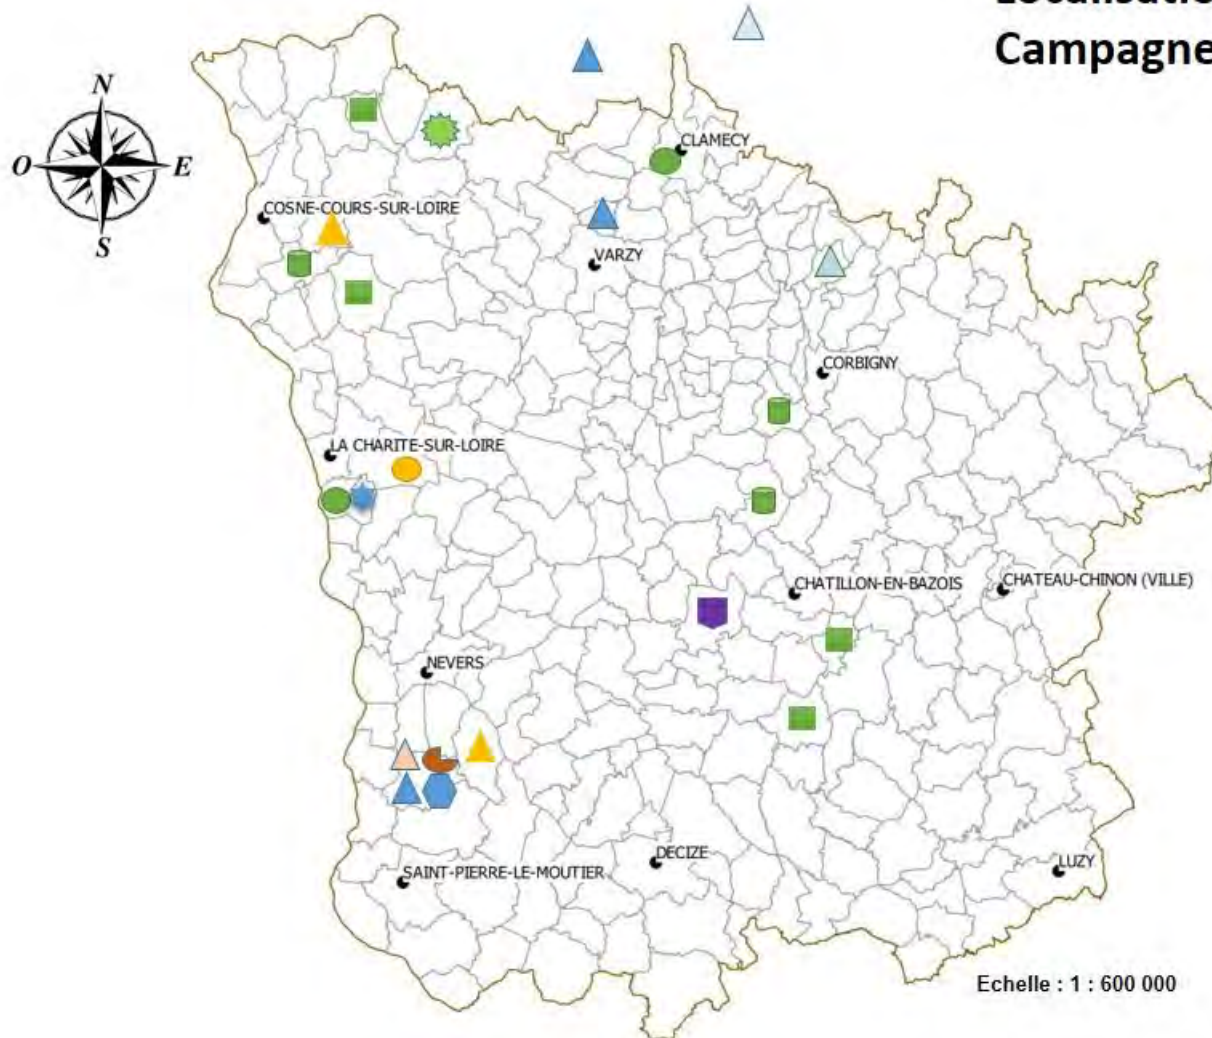 Campagne
N
O
E
S
CLAMECY
COSNE-COURS-SUR-LOIRE
VARZY
CORBIGNY
LA CHARITE-SUR-LOIRE
CHATILLON-EN-BAZOIS
CHATEAU-CHINON (VILLE)
NEVERS
DECIZE
LUZY
SAINT-PIERRE-LE-MOUTIER
Echelle : 1 : 600 000